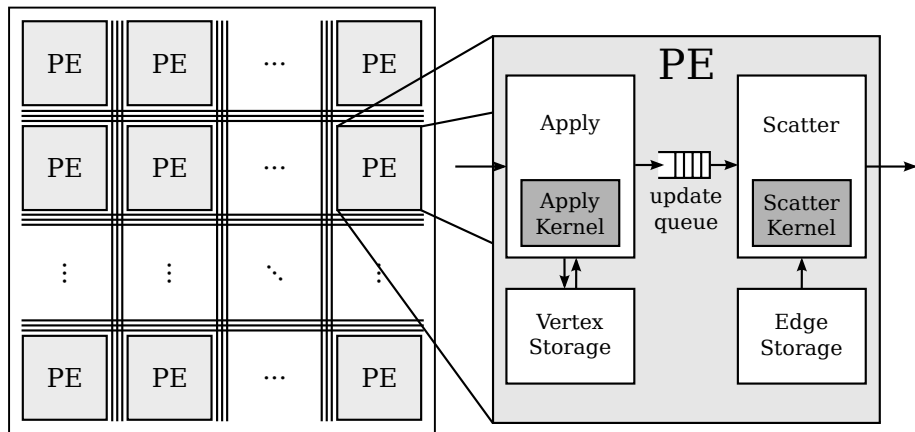 PE PE ... PE
PE PE ... PE
PE PE ... PE
PE
Apply
Apply
Kernel
update
queue
Scatter
Scatter
Kernel
Vertex
Storage
Edge
Storage